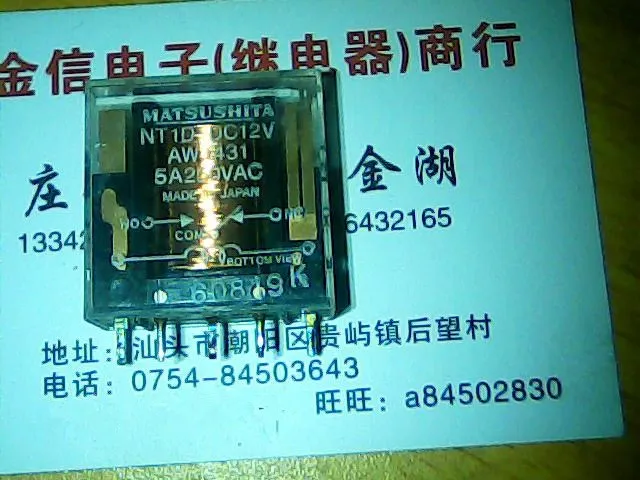 金信电子(继电器)商行
MATSUSHITA
NT1D-DC12V
5A250VAC
MADE IN JAPAN
庄 金湖
NO
COM
13342 6432165
BOTTOM VIEW
K
地址: 汕头市潮阳区贵屿镇后望村
电话: 0754-84503643
旺旺: a84502830